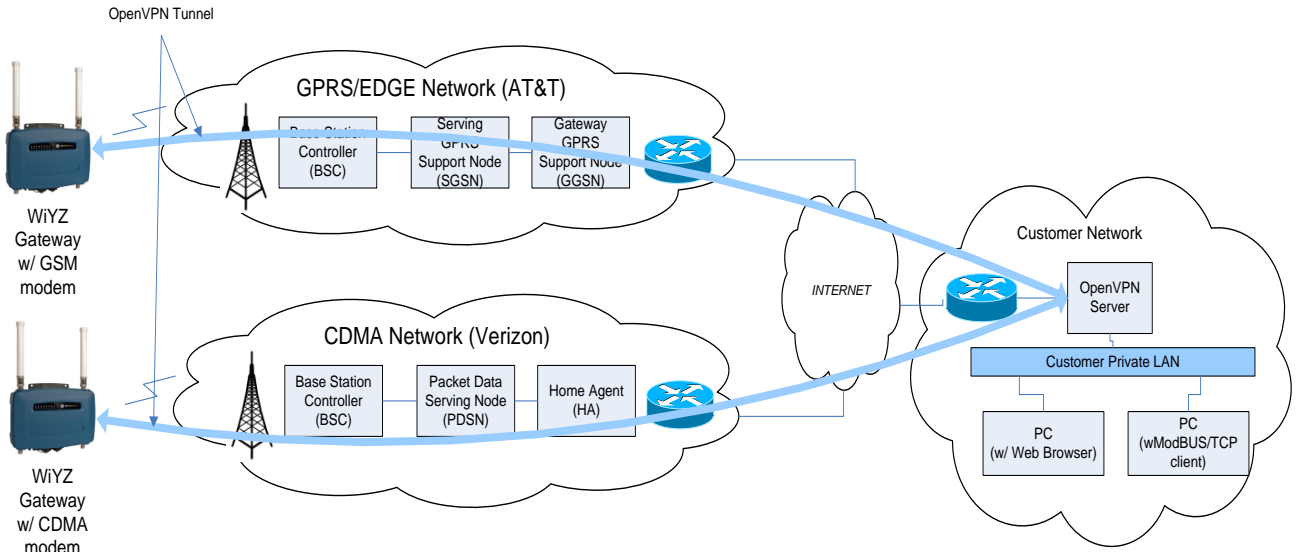 OpenVPN Tunnel
GPRS/EDGE Network (AT&T)
Base Station
Controller
(BSC)
Serving
GPRS
Support Node
(SGSN)
Gateway
GPRS
Support Node
(GGSN)
WiYZ
Gateway
w/ GSM
modem
INTERNET
Customer Network
OpenVPN
Server
Customer Private LAN
PC
(w/ Web Browser)
PC
(wModBUS/TCP
client)
CDMA Network (Verizon)
Base Station
Controller
(BSC)
Packet Data
Serving Node
(PDSN)
Home Agent
(HA)
WiYZ
Gateway
w/ CDMA
modem